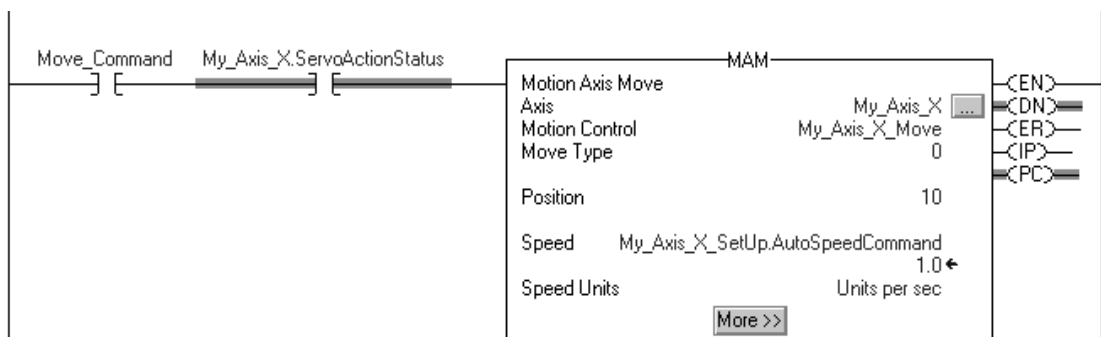 MAM
Move_Command My_Axis_X.ServoActionStatus
Motion Axis Move
Axis My_Axis_X ...
Motion Control My_Axis_X_Move
Move Type 0
Position 10
Speed My_Axis_X_SetUp.AutoSpeedCommand
1.0
Speed Units Units per sec
More >>
EN
DN
ER
IP
PC